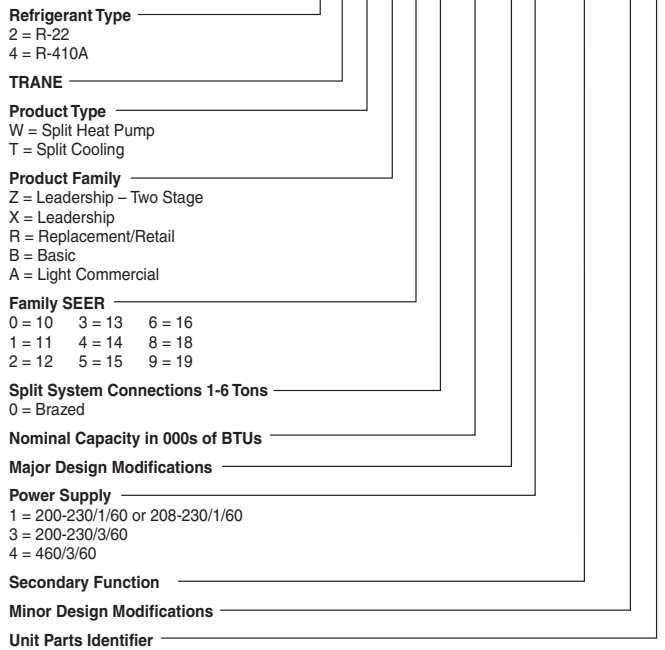 Refrigerant Type
2 = R-22
4 = R-410A
TRANE
Product Type
W = Split Heat Pump
T = Split Cooling
Product Family
Z = Leadership – Two Stage
X = Leadership
R = Replacement/Retail
B = Basic
A = Light Commercial
Family SEER
0 = 10 3 = 13 6 = 16
1 = 11 4 = 14 8 = 18
2 = 12 5 = 15 9 = 19
Split System Connections 1-6 Tons
0 = Brazed
Nominal Capacity in 000s of BTUs
Major Design Modifications
Power Supply
1 = 200-230/1/60 or 208-230/1/60
3 = 200-230/3/60
4 = 460/3/60
Secondary Function
Minor Design Modifications
Unit Parts Identifier